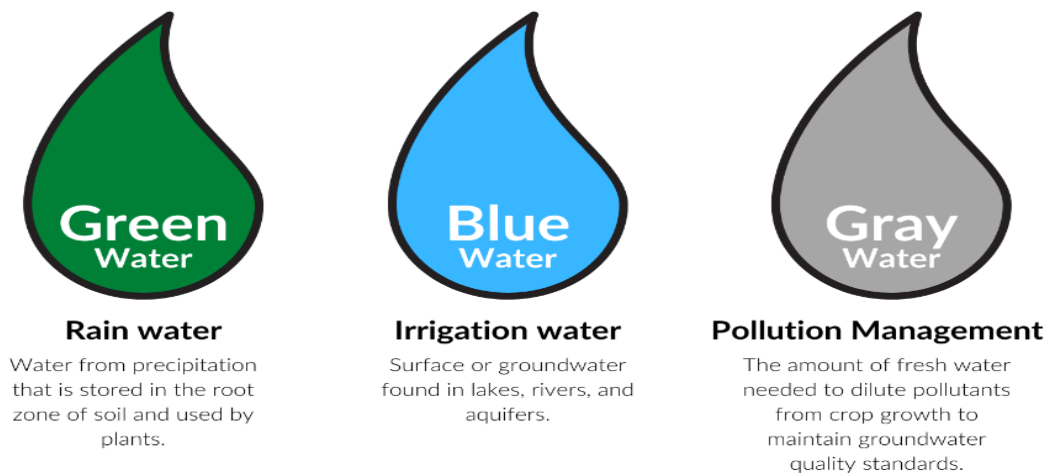 Green
Water
Rain water
Water from precipitation
that is stored in the root
zone of soil and used by
plants.
Blue
Water
Irrigation water
Surface or groundwater
found in lakes, rivers, and
aquifers.
Gray
Water
Pollution Management
The amount of fresh water
needed to dilute pollutants
from crop growth to
maintain groundwater
quality standards.